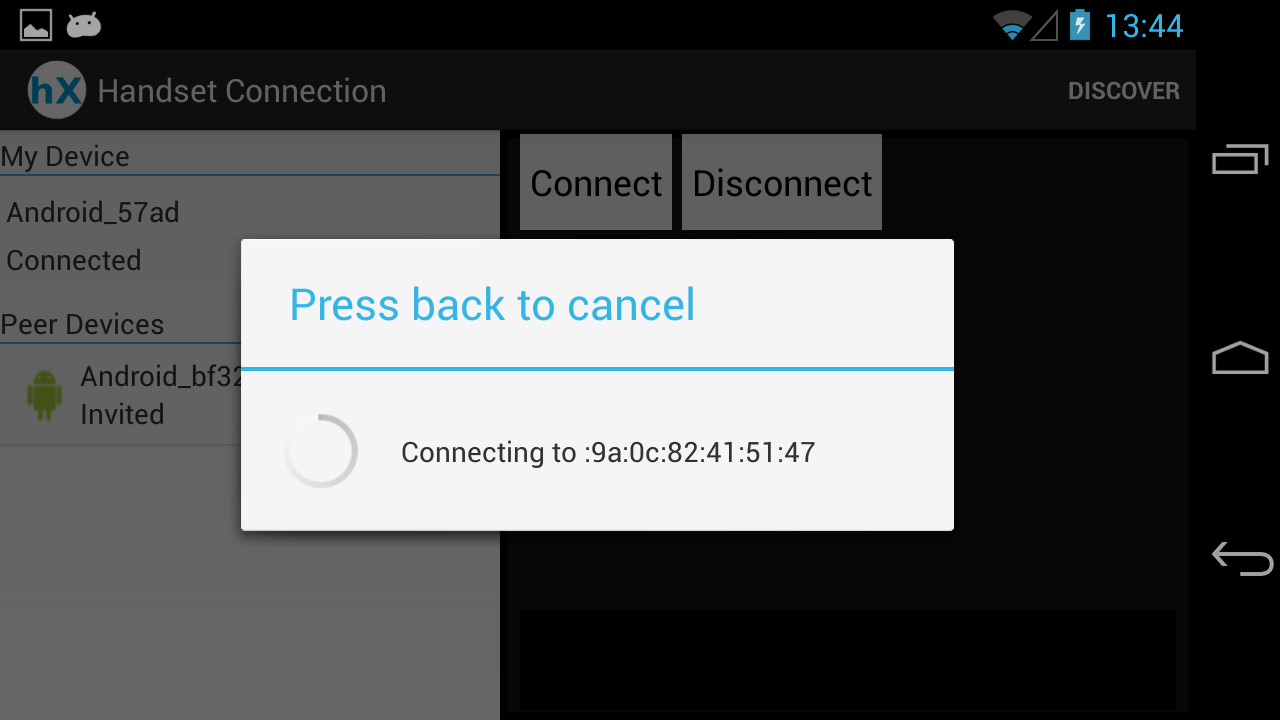 13:44
hX Handset Connection DISCOVER
My Device
Android_57ad
Connected
Peer Devices
Android_bf32
Invited
Connect Disconnect
Press back to cancel
Connecting to :9a:0c:82:41:51:47